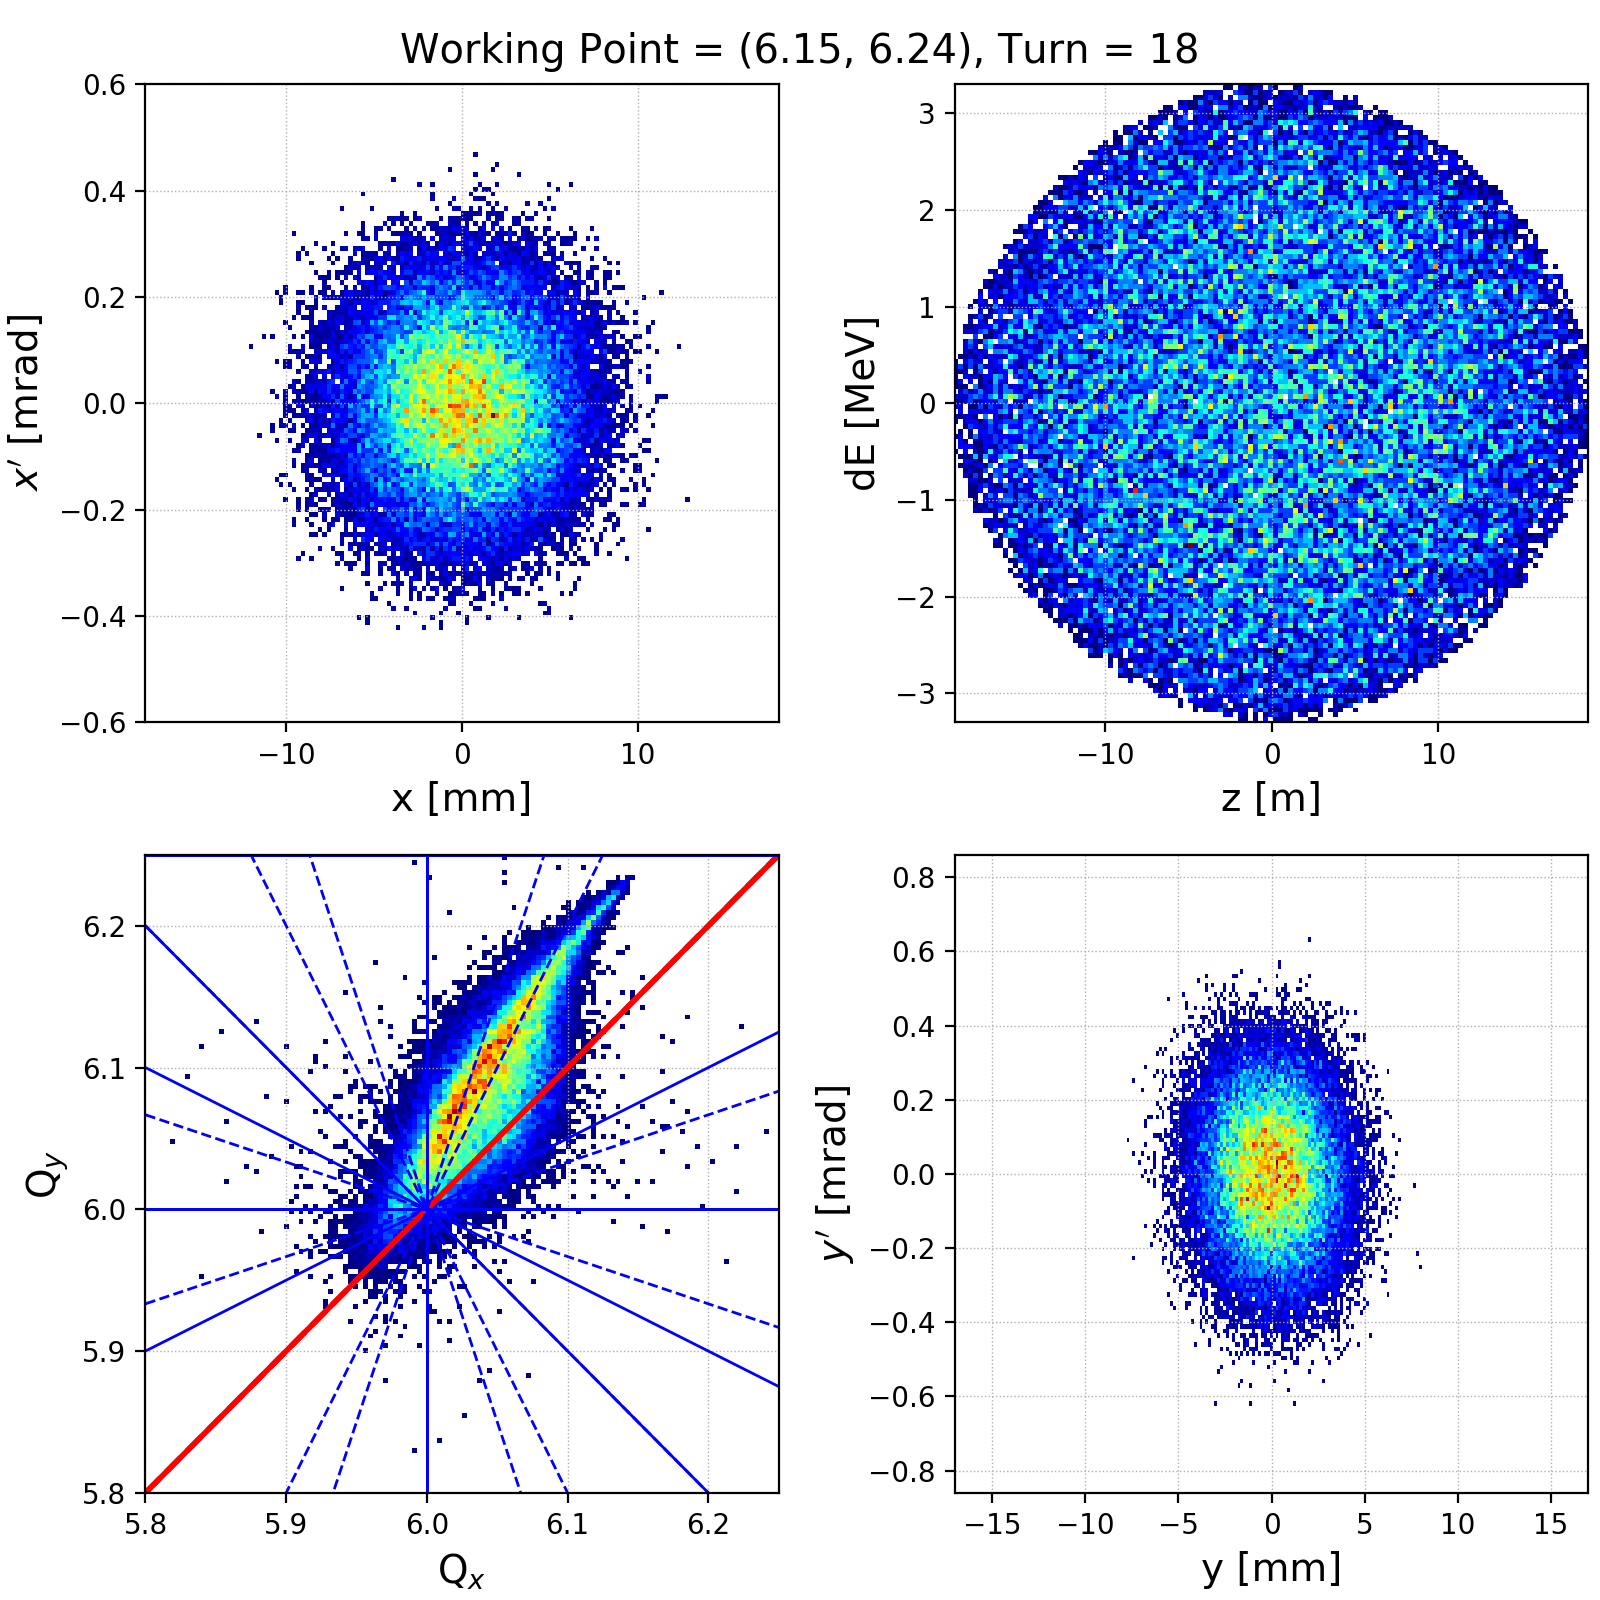 Working Point = (6.15, 6.24), Turn = 18
0.6
0.4
0.2
0.0
−0.2
−0.4
−0.6
x′ [mrad]
−10 0 10
x [mm]
3
2
1
0
−1
−2
−3
dE [MeV]
−10 0 10
z [m]
6.2
6.1
6.0
5.9
5.8
Qy
5.8 5.9 6.0 6.1 6.2
Qx
0.8
0.6
0.4
0.2
0.0
−0.2
−0.4
−0.6
−0.8
y′ [mrad]
−15 −10 −5 0 5 10 15
y [mm]